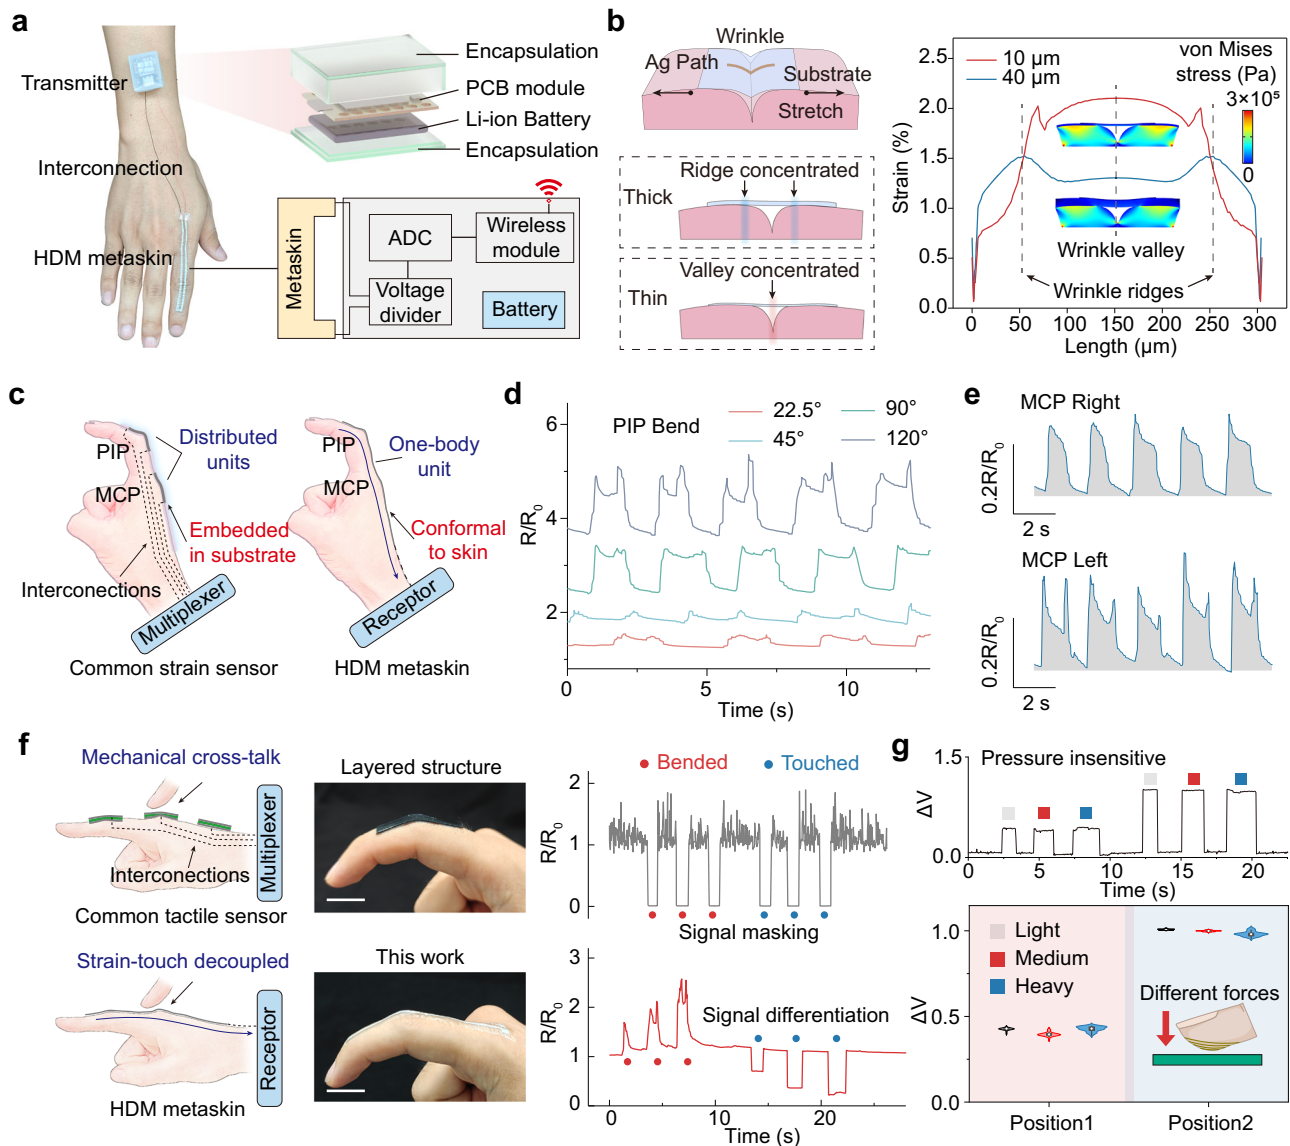 a
Transmitter
Interconnection
HDM metaskin
Encapsulation
PCB module
Li-ion Battery
Encapsulation
Metaskin
ADC
Wireless
module
Voltage
divider
Battery
b
Wrinkle
Ag Path
Substrate
Stretch
Ridge concentrated
Thick
Valley concentrated
Thin
2.5
2.0
1.5
1.0
0.5
0.0
Strain (%)
10 µm
40 µm
von Mises
stress (Pa)
3×10⁵
0
Wrinkle valley
Wrinkle ridges
0 50 100 150 200 250 300
Length (µm)
c
PIP
MCP
Distributed
units
Embedded
in substrate
Interconections
Multiplexer
Common strain sensor
PIP
MCP
One-body
unit
Conformal
to skin
Receptor
HDM metaskin
d
PIP Bend
22.5°
45°
90°
120°
6
4
2
R/R₀
0 5 10
Time (s)
e
MCP Right
0.2R/R₀
2 s
MCP Left
0.2R/R₀
2 s
f
Mechanical cross-talk
Interconections
Multiplexer
Common tactile sensor
Strain-touch decoupled
Receptor
HDM metaskin
Layered structure
This work
Bended
Touched
2
1
0
R/R₀
Signal masking
3
2
1
0
R/R₀
Signal differentiation
0 10 20
Time (s)
g
1.5
0.0
ΔV
Pressure insensitive
0 5 10 15 20
Time (s)
1.0
0.5
0.0
ΔV
Light
Medium
Heavy
Different forces
Position1
Position2